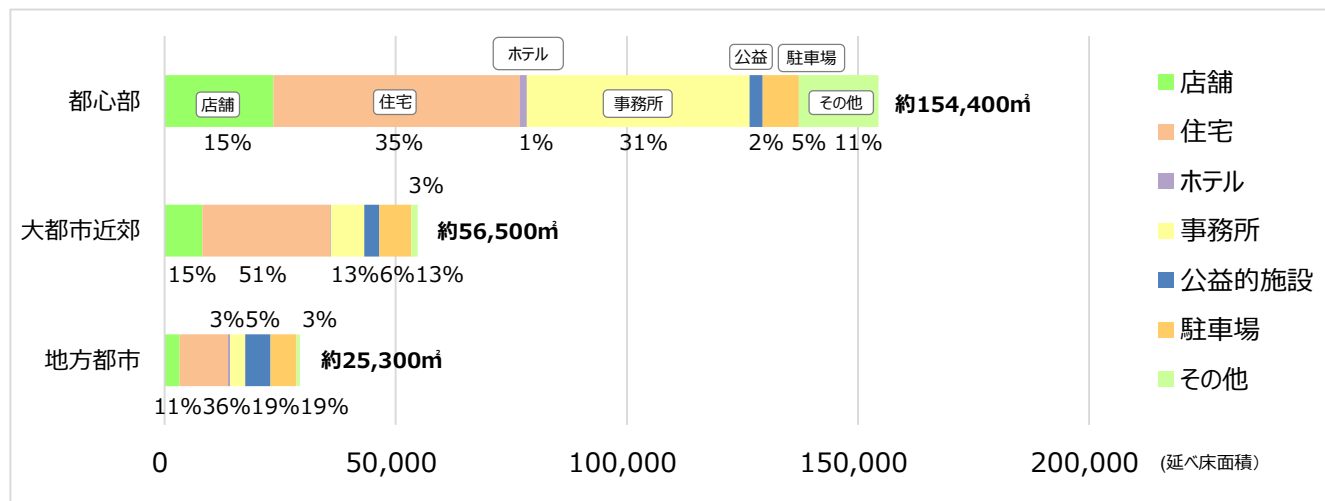 ホテル
公益 駐車場
都心部 店舗 住宅 事務所 その他 約154,400㎡
15% 35% 1% 31% 2% 5% 11%
3%
大都市近郊 約56,500㎡
15% 51% 13% 6% 13%
3% 5% 3%
地方都市 約25,300㎡
11% 36% 19% 19%
0 50,000 100,000 150,000 200,000 (延べ床面積)
店舗
住宅
ホテル
事務所
公益的施設
駐車場
その他